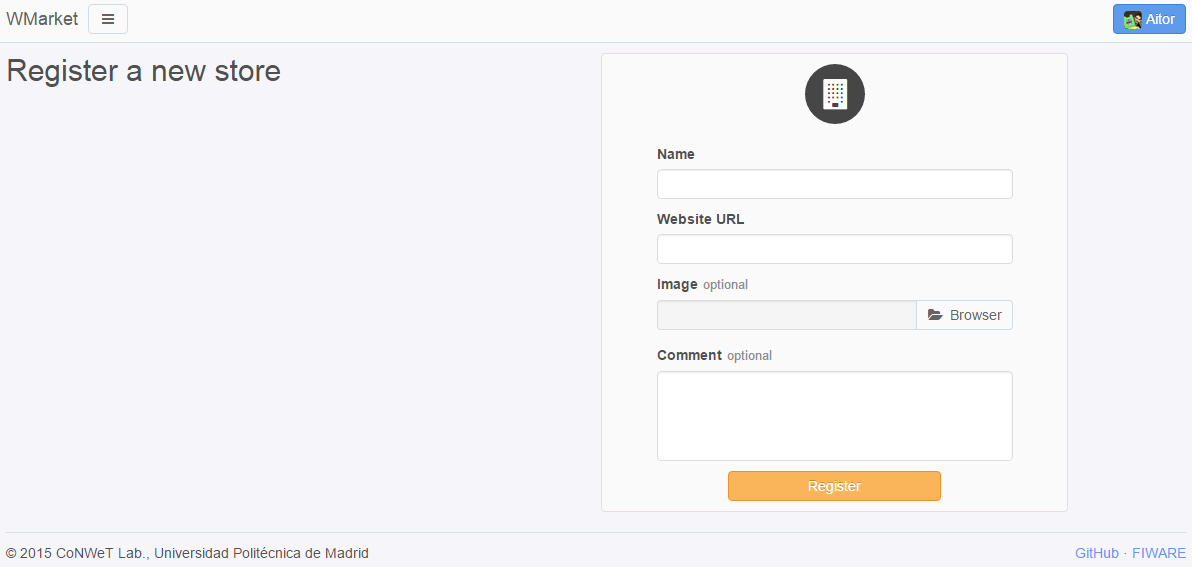 WMarket
Aitor
Register a new store
Name
Website URL
Image optional
Browser
Comment optional
Register
© 2015 CoNWeT Lab., Universidad Politécnica de Madrid
GitHub · FIWARE